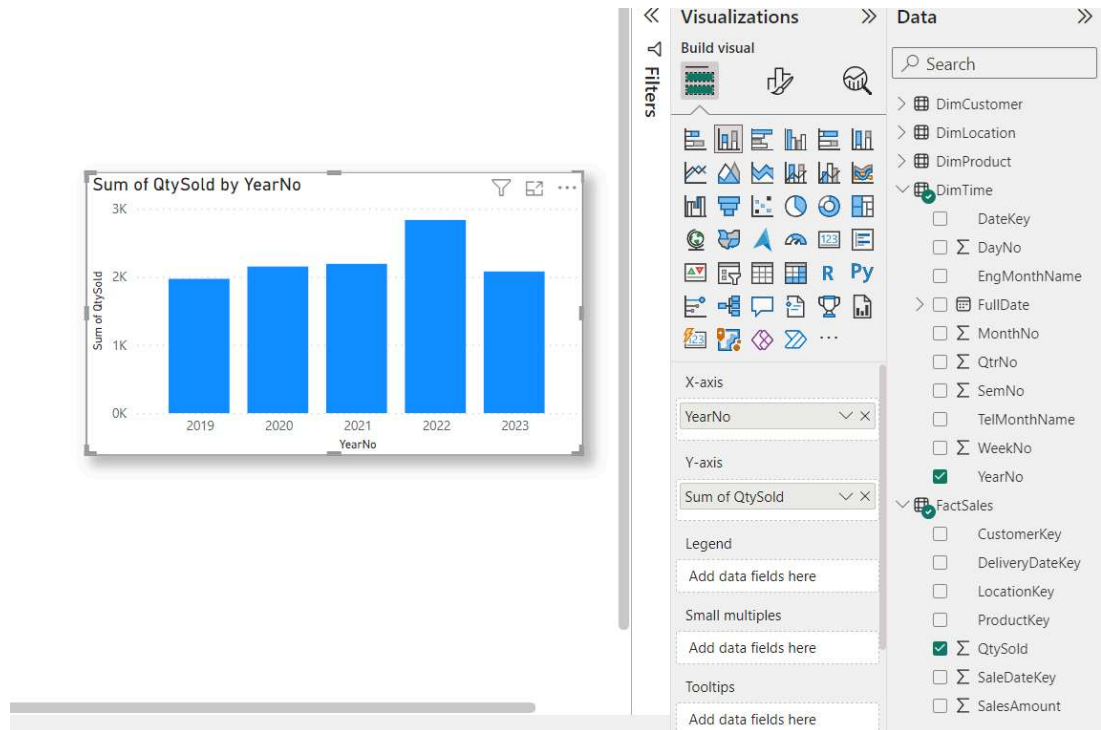 Visualizations
Data
Build visual
Search
Filters
DimCustomer
DimLocation
DimProduct
DimTime
DateKey
DayNo
EngMonthName
FullDate
MonthNo
QtrNo
SemNo
TelMonthName
WeekNo
YearNo
FactSales
CustomerKey
DeliveryDateKey
LocationKey
ProductKey
QtySold
SaleDateKey
SalesAmount
Sum of QtySold by YearNo
3K
2K
1K
0K
Sum of QtySold
2019 2020 2021 2022 2023
YearNo
123
R Py
123
X-axis
YearNo
Y-axis
Sum of QtySold
Legend
Add data fields here
Small multiples
Add data fields here
Tooltips
Add data fields here